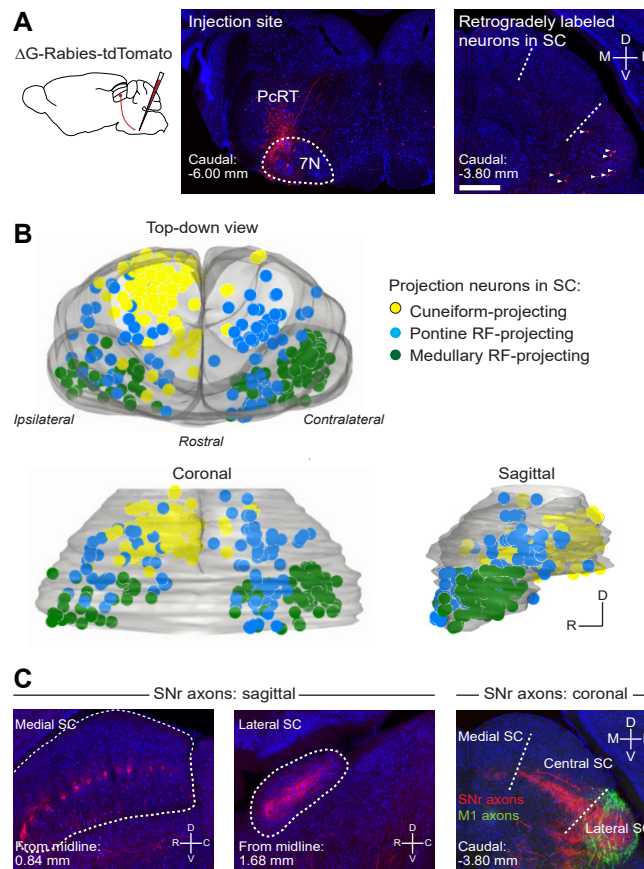 A
ΔG-Rabies-tdTomato
Injection site
PcRT
7N
Caudal:
-6.00 mm
Retrogradely labeled
neurons in SC
D
M
V
Caudal:
-3.80 mm
B
Top-down view
Ipsilateral
Rostral
Contralateral
Projection neurons in SC:
Cuneiform-projecting
Pontine RF-projecting
Medullary RF-projecting
Coronal
Sagittal
D
R
C
SNr axons: sagittal
SNr axons: coronal
Medial SC
From midline:
0.84 mm
D
R C
V
Lateral SC
From midline:
1.68 mm
D
R C
V
D
M
V
Medial SC
Central SC
SNr axons
M1 axons
Lateral SC
Caudal:
-3.80 mm